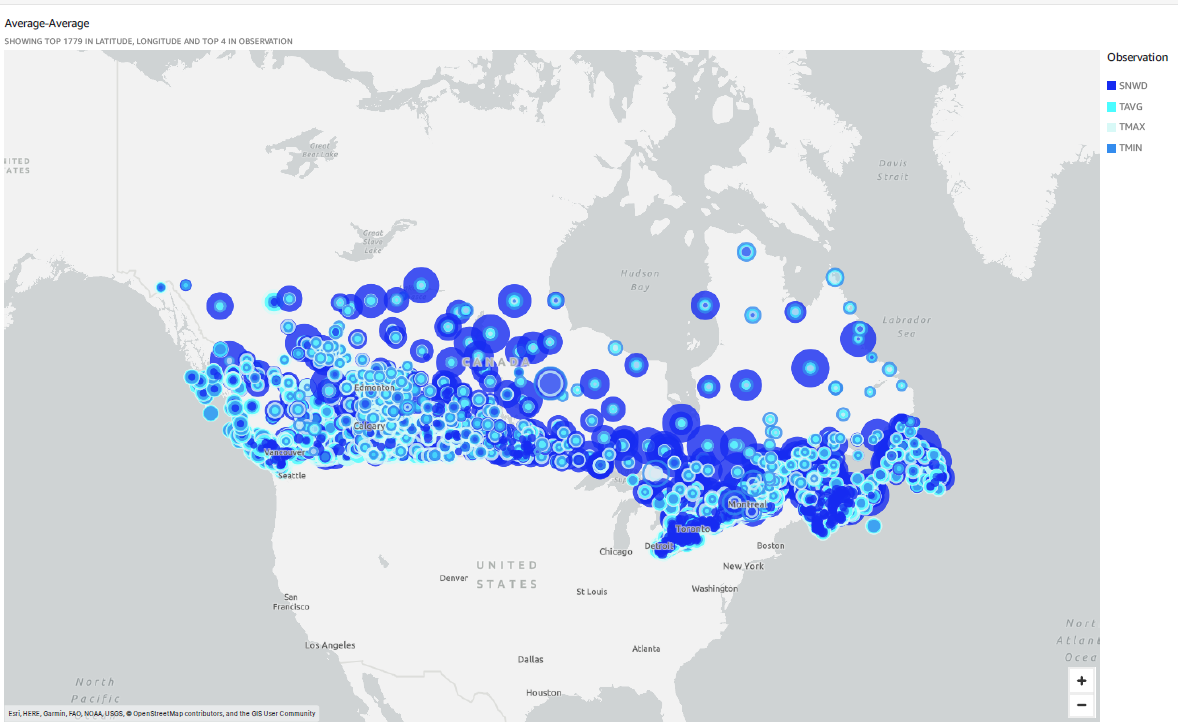 Average-Average
SHOWING TOP 1779 IN LATITUDE, LONGITUDE AND TOP 4 IN OBSERVATION
Observation
SNWD
TAVG
TMAX
TMIN
Great
Bear Lake
NITED
TATES
Davis
Strait
Great
Slave
Lake
Hudson
Bay
Labrador
Sea
CANADA
Edmonton
Calgary
Vancouver
Seattle
Montreal
Toronto
Detroit
Boston
Chicago
New York
UNITED
STATES
Denver
St Louis
Washington
San
Francisco
Los Angeles
Atlanta
Dallas
Houston
Nort
Atlant
Ocea
North
Pacific
+
−
Esri, HERE, Garmin, FAO, NOAA, USGS, © OpenStreetMap contributors, and the GIS User Community